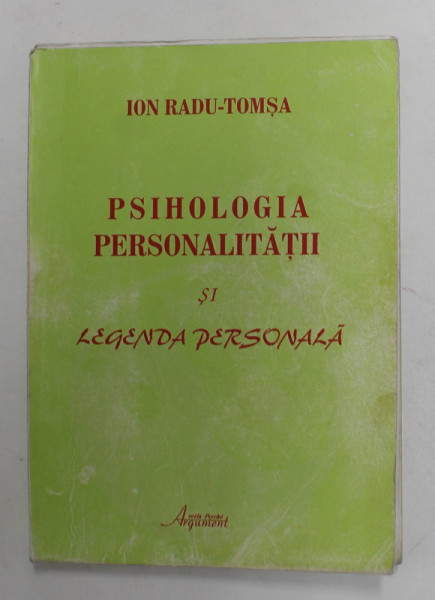 ION RADU-TOMȘA
PSIHOLOGIA
PERSONALITĂȚII
ȘI
LEGENDA PERSONALĂ
Argument